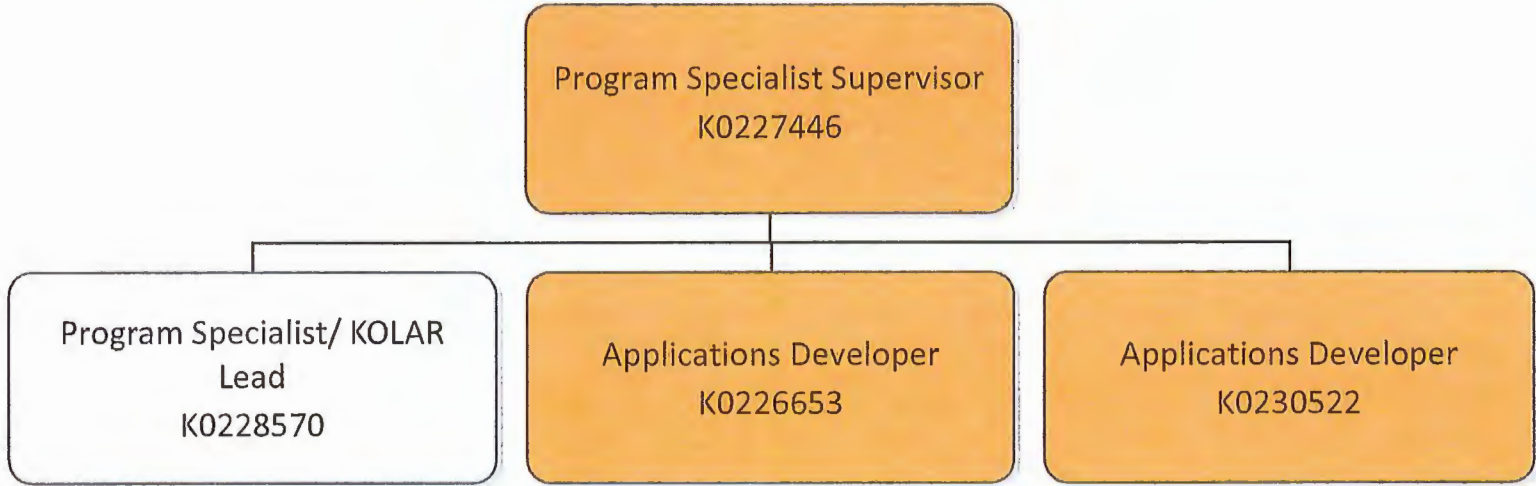 Program Specialist Supervisor
K0227446
Program Specialist/ KOLAR
Lead
K0228570
Applications Developer
K0226653
Applications Developer
K0230522